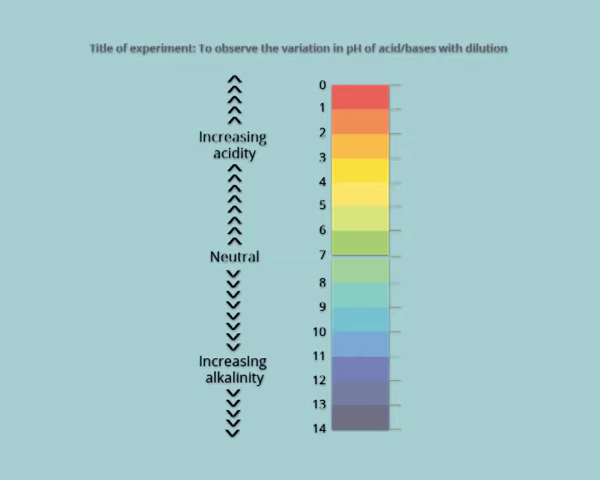 Title of experiment: To observe the variation in pH of acid/bases with dilution
0
1
Increasing
acidity
2
3
4
5
6
Neutral
7
8
9
10
Increasing
alkalinity
11
12
13
14